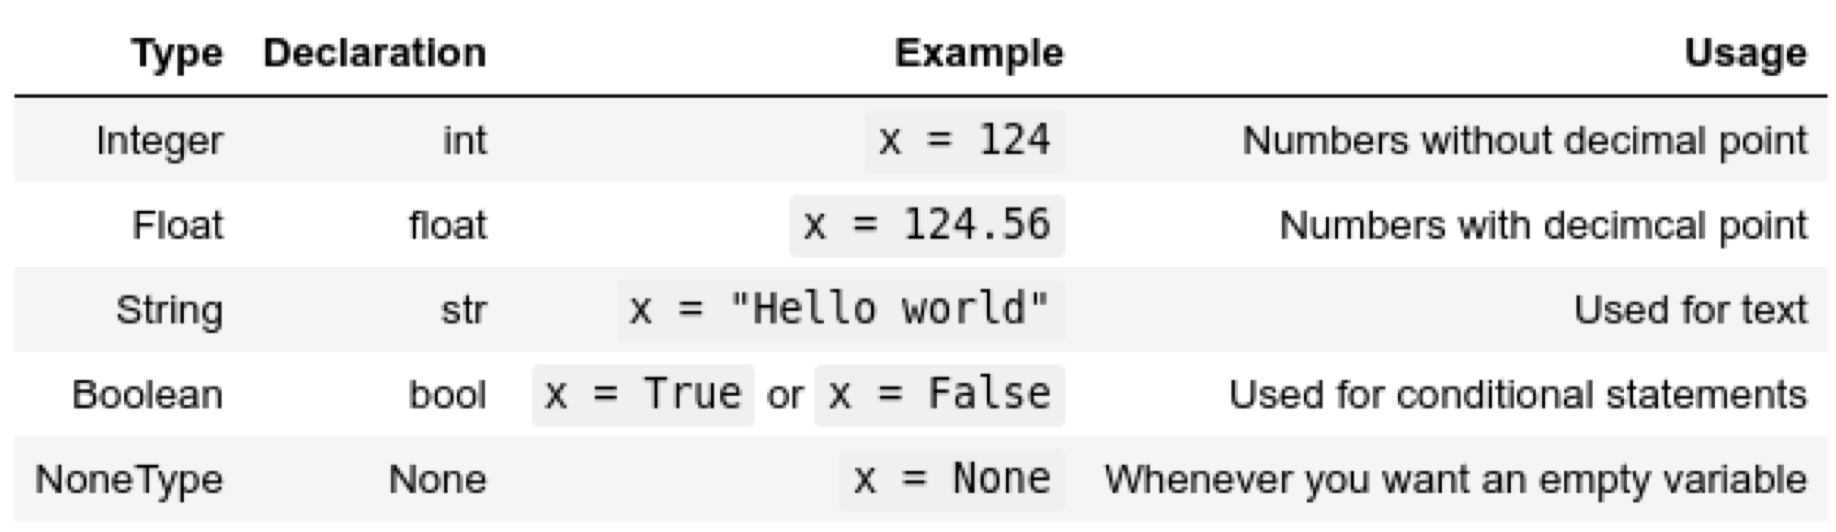 Type Declaration Example Usage
Integer int x = 124 Numbers without decimal point
Float float x = 124.56 Numbers with decimcal point
String str x = "Hello world" Used for text
Boolean bool x = True or x = False Used for conditional statements
NoneType None x = None Whenever you want an empty variable